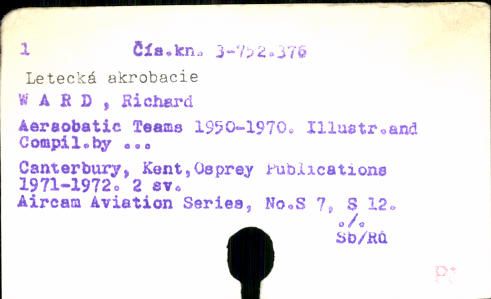 1 Čís.kn. 3-752.376
Letecká akrobacie
W A R D , Richard
Aeraobatic Teams 1950-1970. Illustr.and
Compil.by ...
Canterbury, Kent,Osprey Publications
1971-1972. 2 sv.
Aircam Aviation Series, No.S 7, S 12.
./.
Sb/Rů